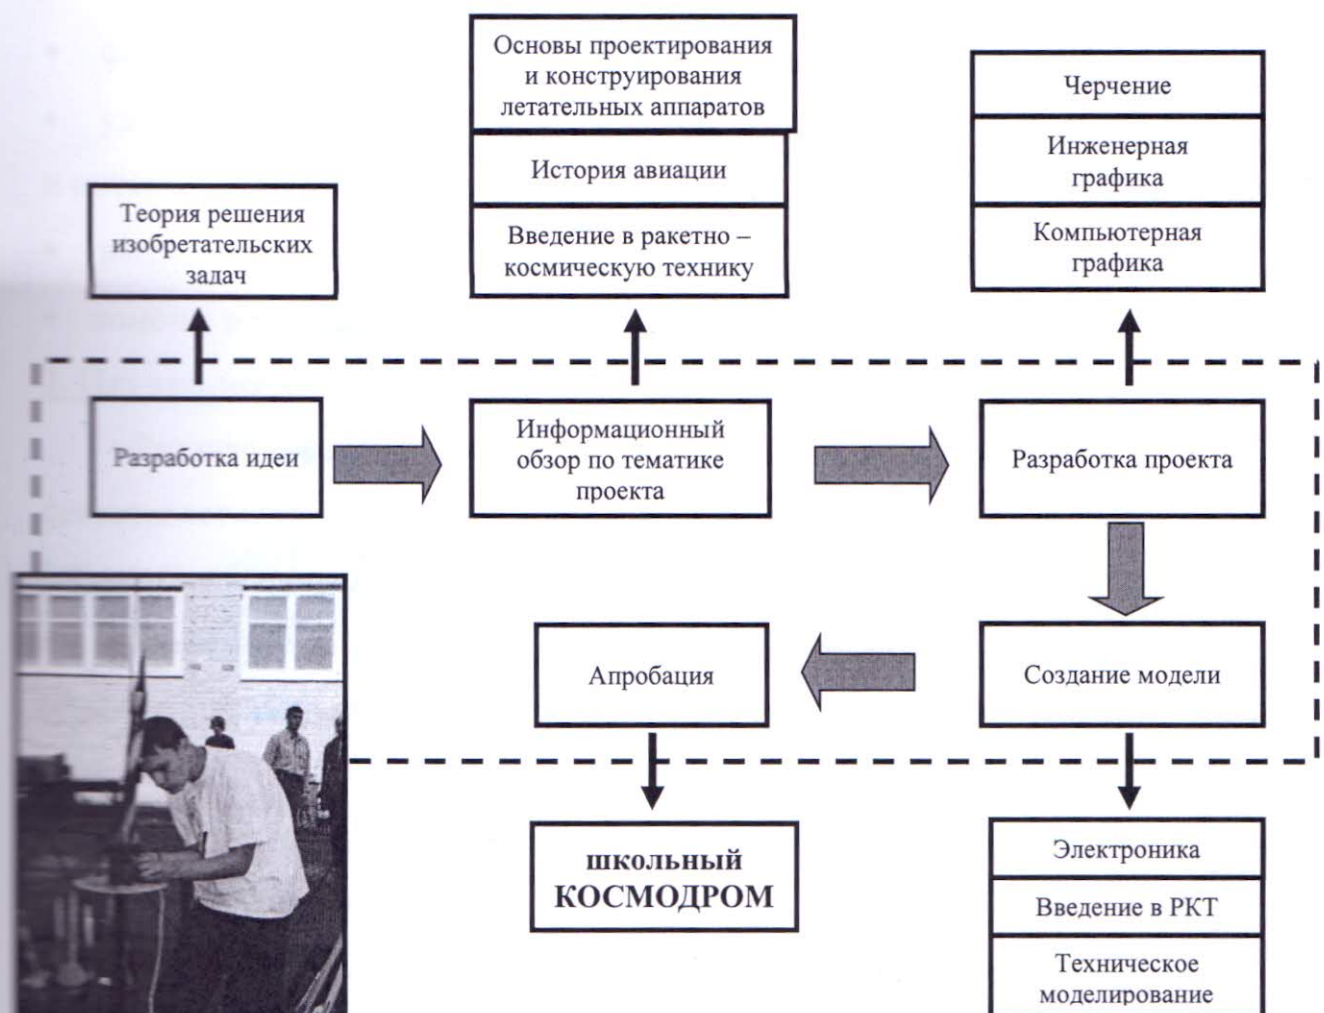 Основы проектирования
и конструирования
летательных аппаратов
История авиации
Введение в ракетно –
космическую технику
Черчение
Инженерная
графика
Компьютерная
графика
Теория решения
изобретательских
задач
Разработка идеи
Информационный
обзор по тематике
проекта
Разработка проекта
Апробация
Создание модели
школьный
КОСМОДРОМ
Электроника
Введение в РКТ
Техническое
моделирование